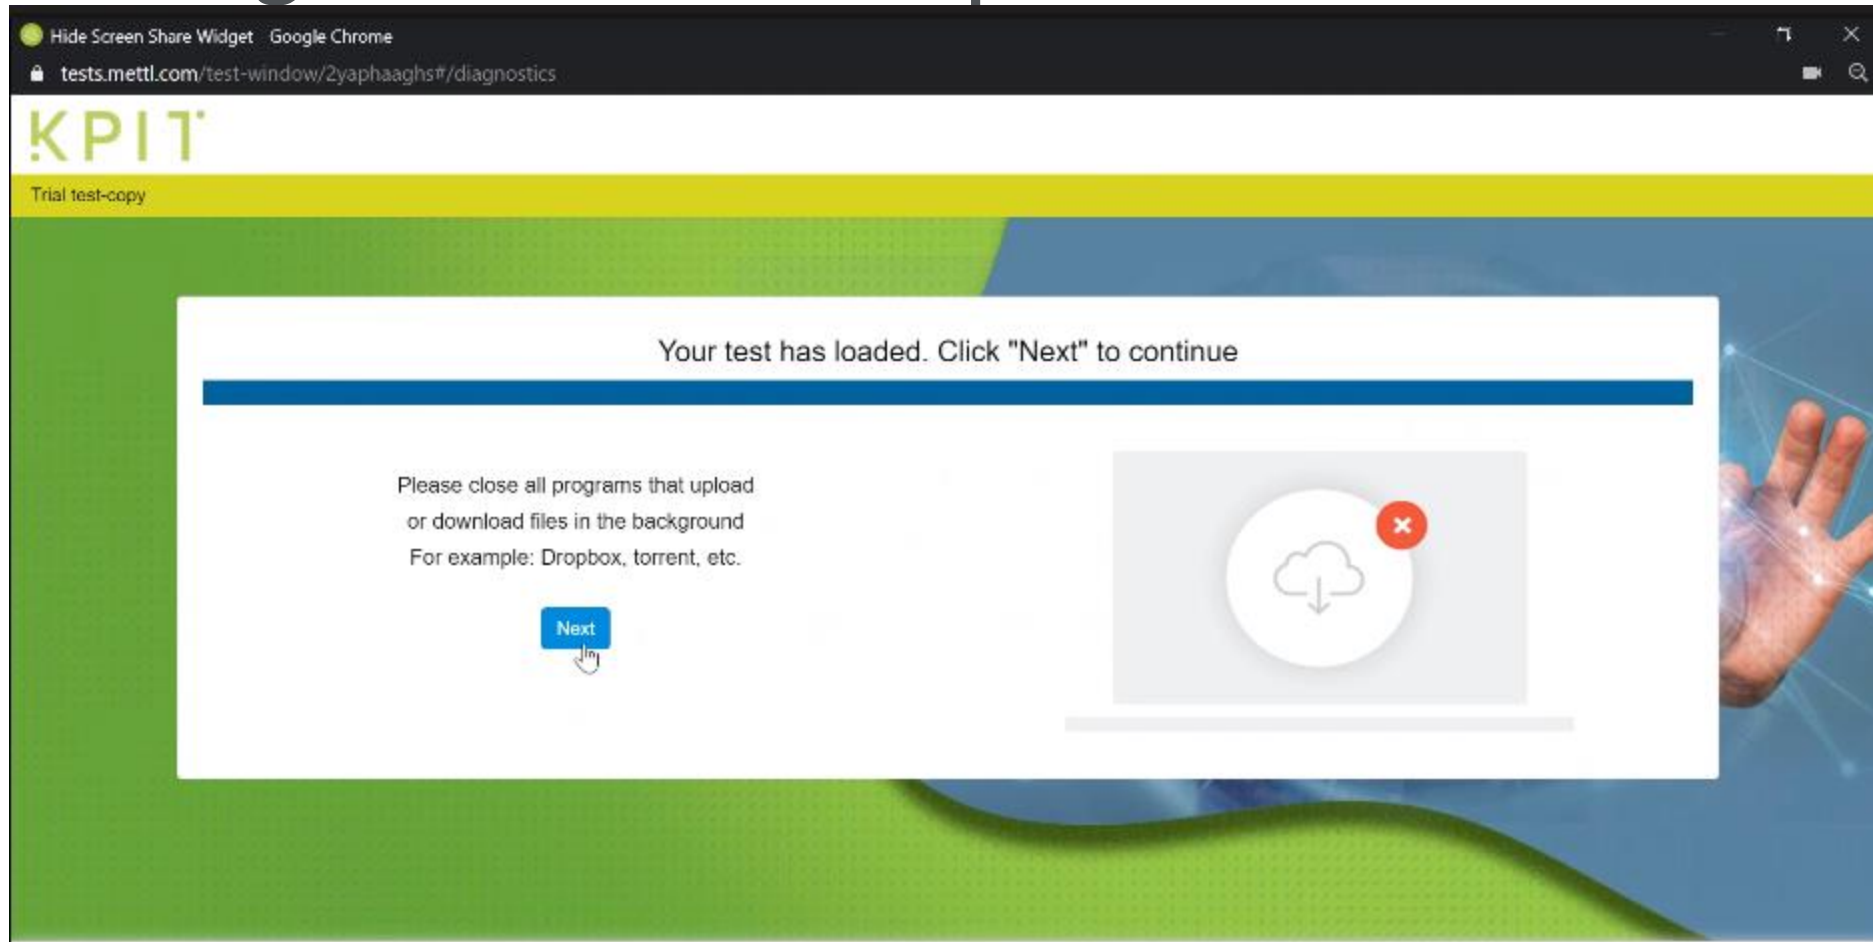 Hide Screen Share Widget Google Chrome
tests.mettl.com/test-window/2yaphaaghs#/diagnostics
KPIT
Trial test-copy
Your test has loaded. Click "Next" to continue
Please close all programs that upload
or download files in the background
For example: Dropbox, torrent, etc.
Next